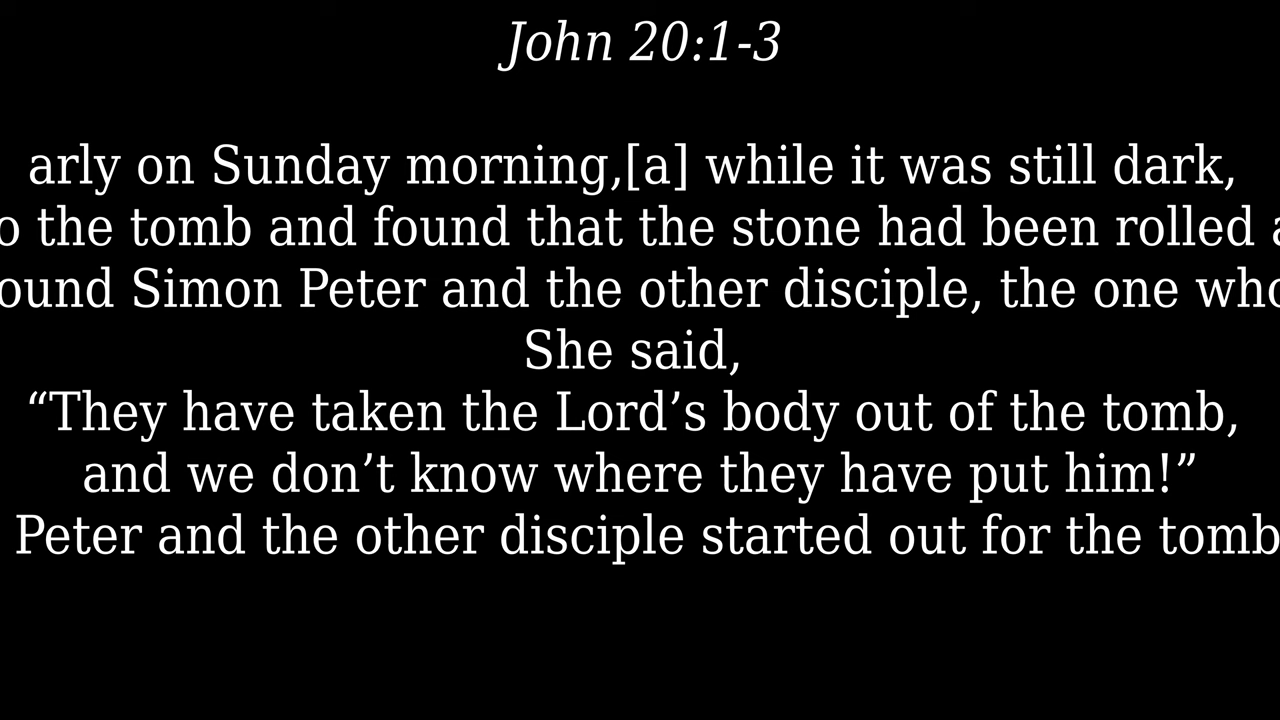 John 20:1-3
arly on Sunday morning,[a] while it was still dark,
o the tomb and found that the stone had been rolled a
ound Simon Peter and the other disciple, the one who
She said,
“They have taken the Lord’s body out of the tomb,
and we don’t know where they have put him!”
Peter and the other disciple started out for the tomb